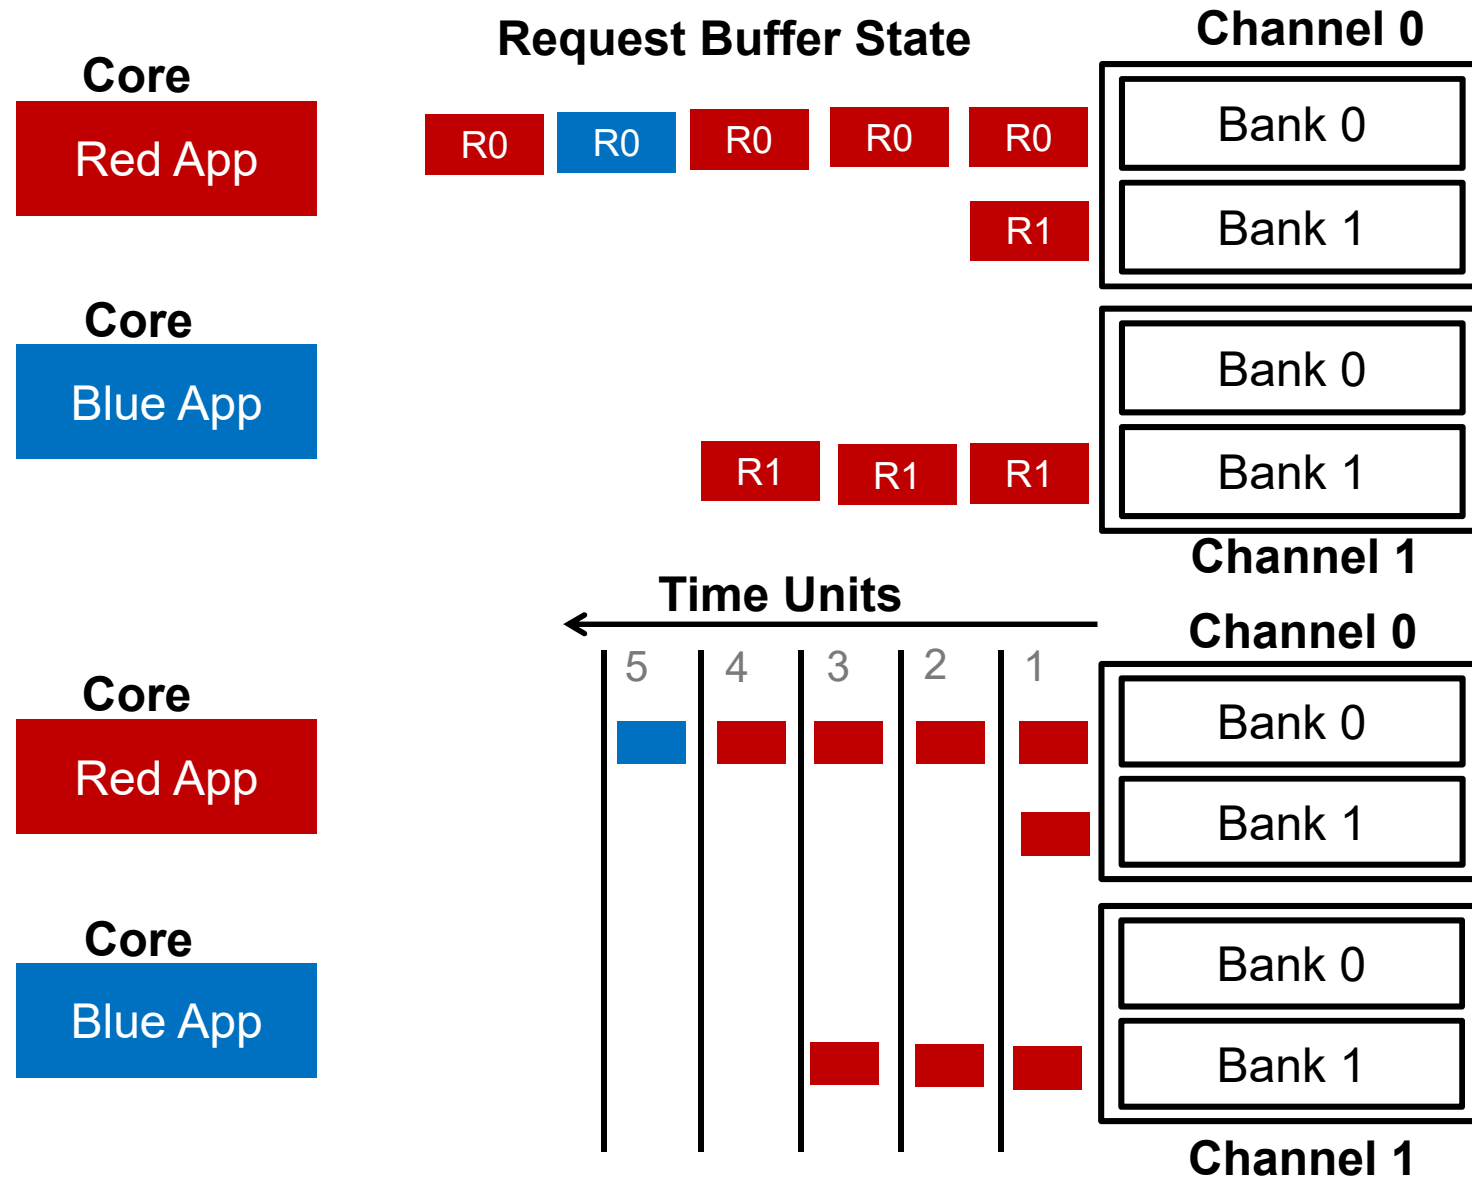 Request Buffer State
Channel 0
Core
Red App
R0 R0 R0 R0 R0
Bank 0
R1
Bank 1
Core
Blue App
Bank 0
R1 R1 R1
Bank 1
Channel 1
Time Units
Channel 0
5 4 3 2 1
Core
Red App
Bank 0
Bank 1
Core
Blue App
Bank 0
Bank 1
Channel 1